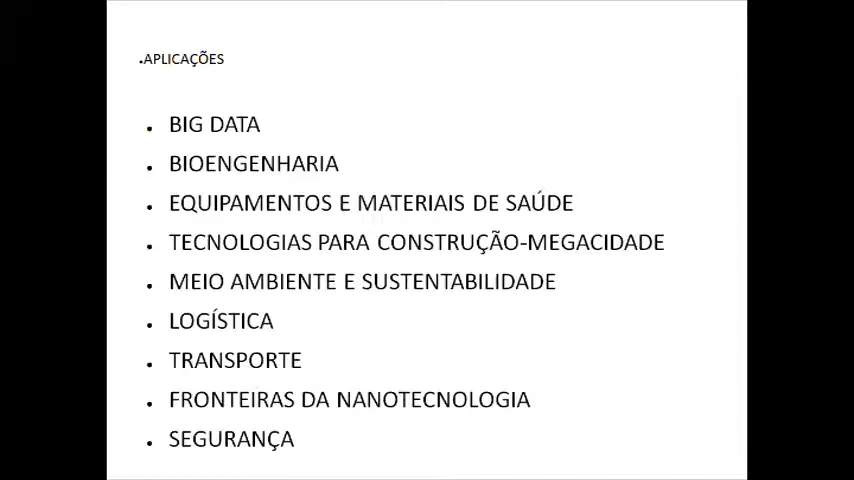 •APLICAÇÕES
• BIG DATA
• BIOENGENHARIA
• EQUIPAMENTOS E MATERIAIS DE SAÚDE
• TECNOLOGIAS PARA CONSTRUÇÃO-MEGACIDADE
• MEIO AMBIENTE E SUSTENTABILIDADE
• LOGÍSTICA
• TRANSPORTE
• FRONTEIRAS DA NANOTECNOLOGIA
• SEGURANÇA